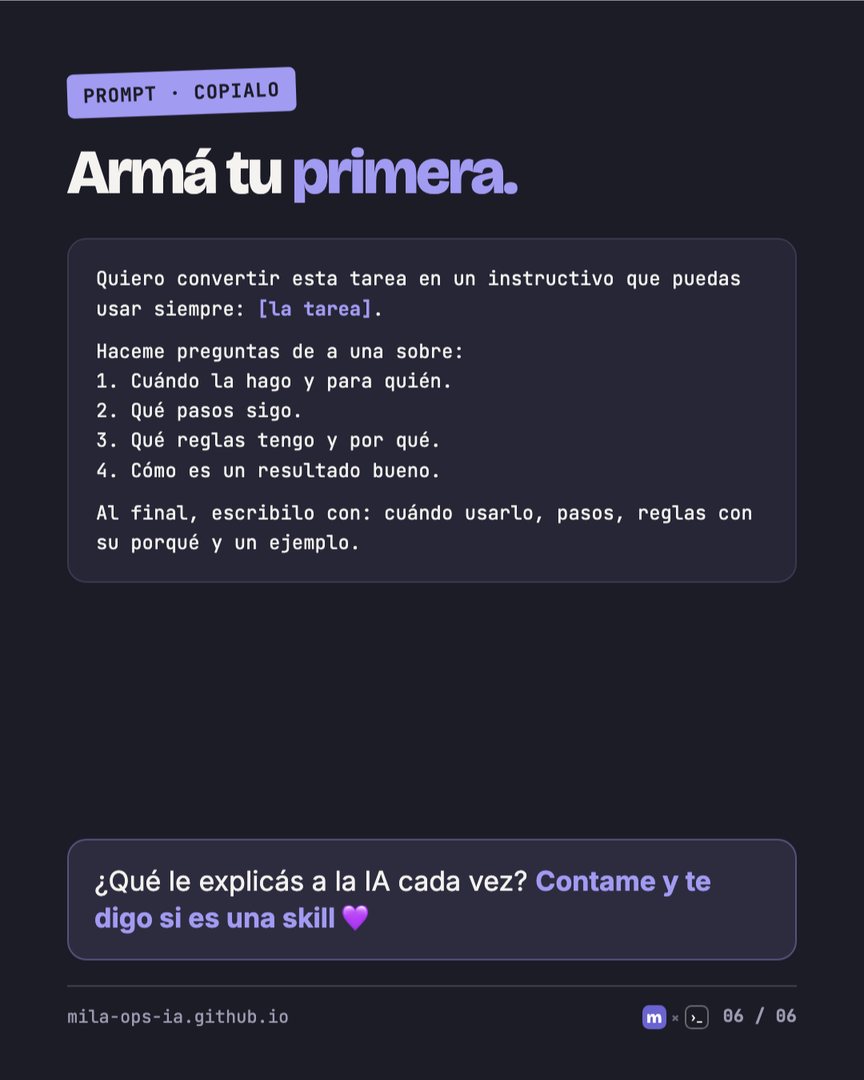 PROMPT · COPIALO
Armá tu primera.
Quiero convertir esta tarea en un instructivo que puedas
usar siempre: [la tarea].
Haceme preguntas de a una sobre:
1. Cuándo la hago y para quién.
2. Qué pasos sigo.
3. Qué reglas tengo y por qué.
4. Cómo es un resultado bueno.
Al final, escribilo con: cuándo usarlo, pasos, reglas con
su porqué y un ejemplo.
¿Qué le explicás a la IA cada vez? Contame y te
digo si es una skill 💜
mila-ops-ia.github.io
m × >_ 06 / 06